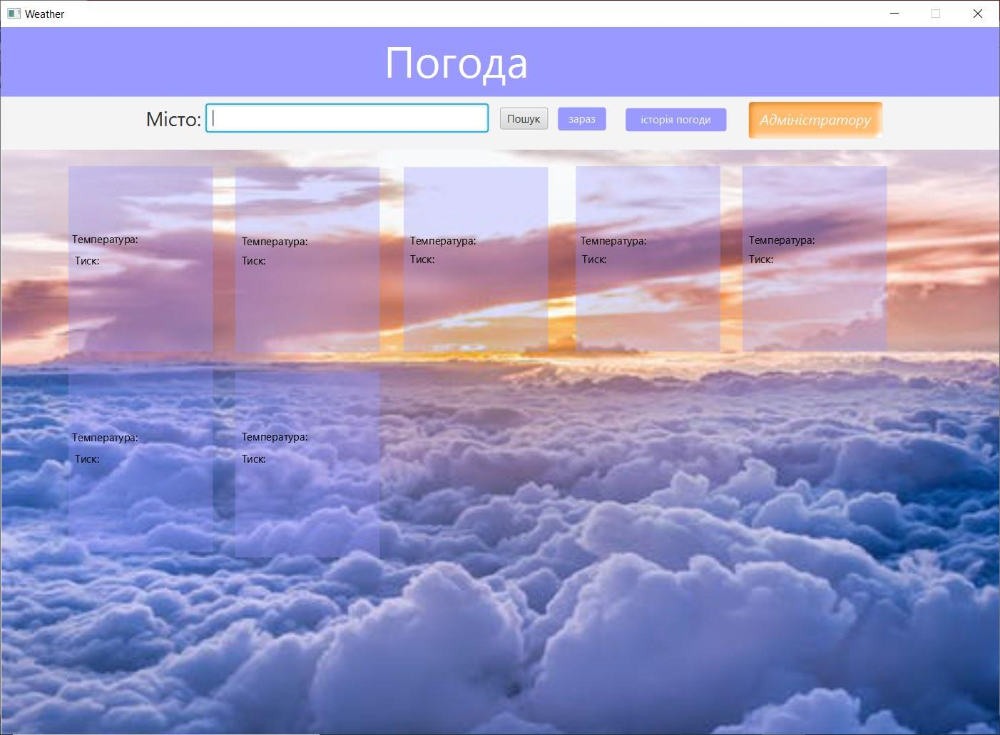 Weather
Погода
Місто:
Пошук
зараз
історія погоди
Адміністратору
Температура:
Тиск:
Температура:
Тиск:
Температура:
Тиск:
Температура:
Тиск:
Температура:
Тиск:
Температура:
Тиск:
Температура:
Тиск: